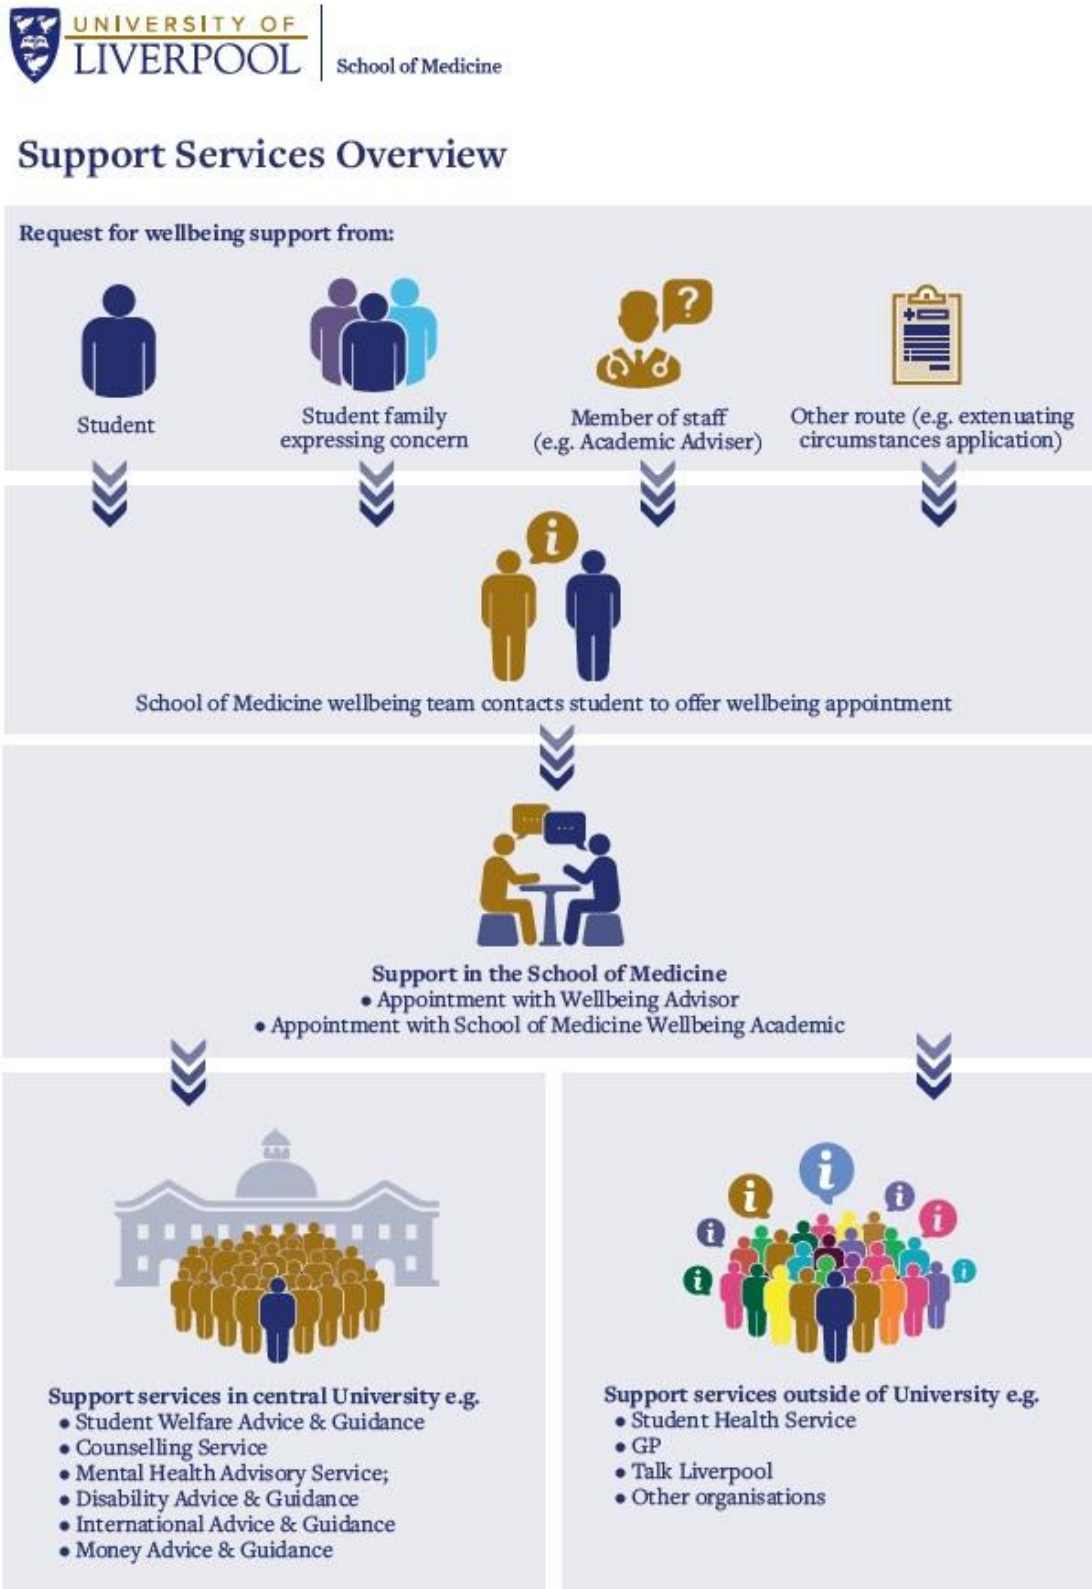 UNIVERSITY OF
LIVERPOOL
School of Medicine
Support Services Overview
Request for wellbeing support from:
Student
Student family
expressing concern
Member of staff
(e.g. Academic Adviser)
Other route (e.g. extenuating
circumstances application)
?
i
School of Medicine wellbeing team contacts student to offer wellbeing appointment
Support in the School of Medicine
• Appointment with Wellbeing Advisor
• Appointment with School of Medicine Wellbeing Academic
Support services in central University e.g.
• Student Welfare Advice & Guidance
• Counselling Service
• Mental Health Advisory Service;
• Disability Advice & Guidance
• International Advice & Guidance
• Money Advice & Guidance
i
i
i
i
i
i
i
Support services outside of University e.g.
• Student Health Service
• GP
• Talk Liverpool
• Other organisations